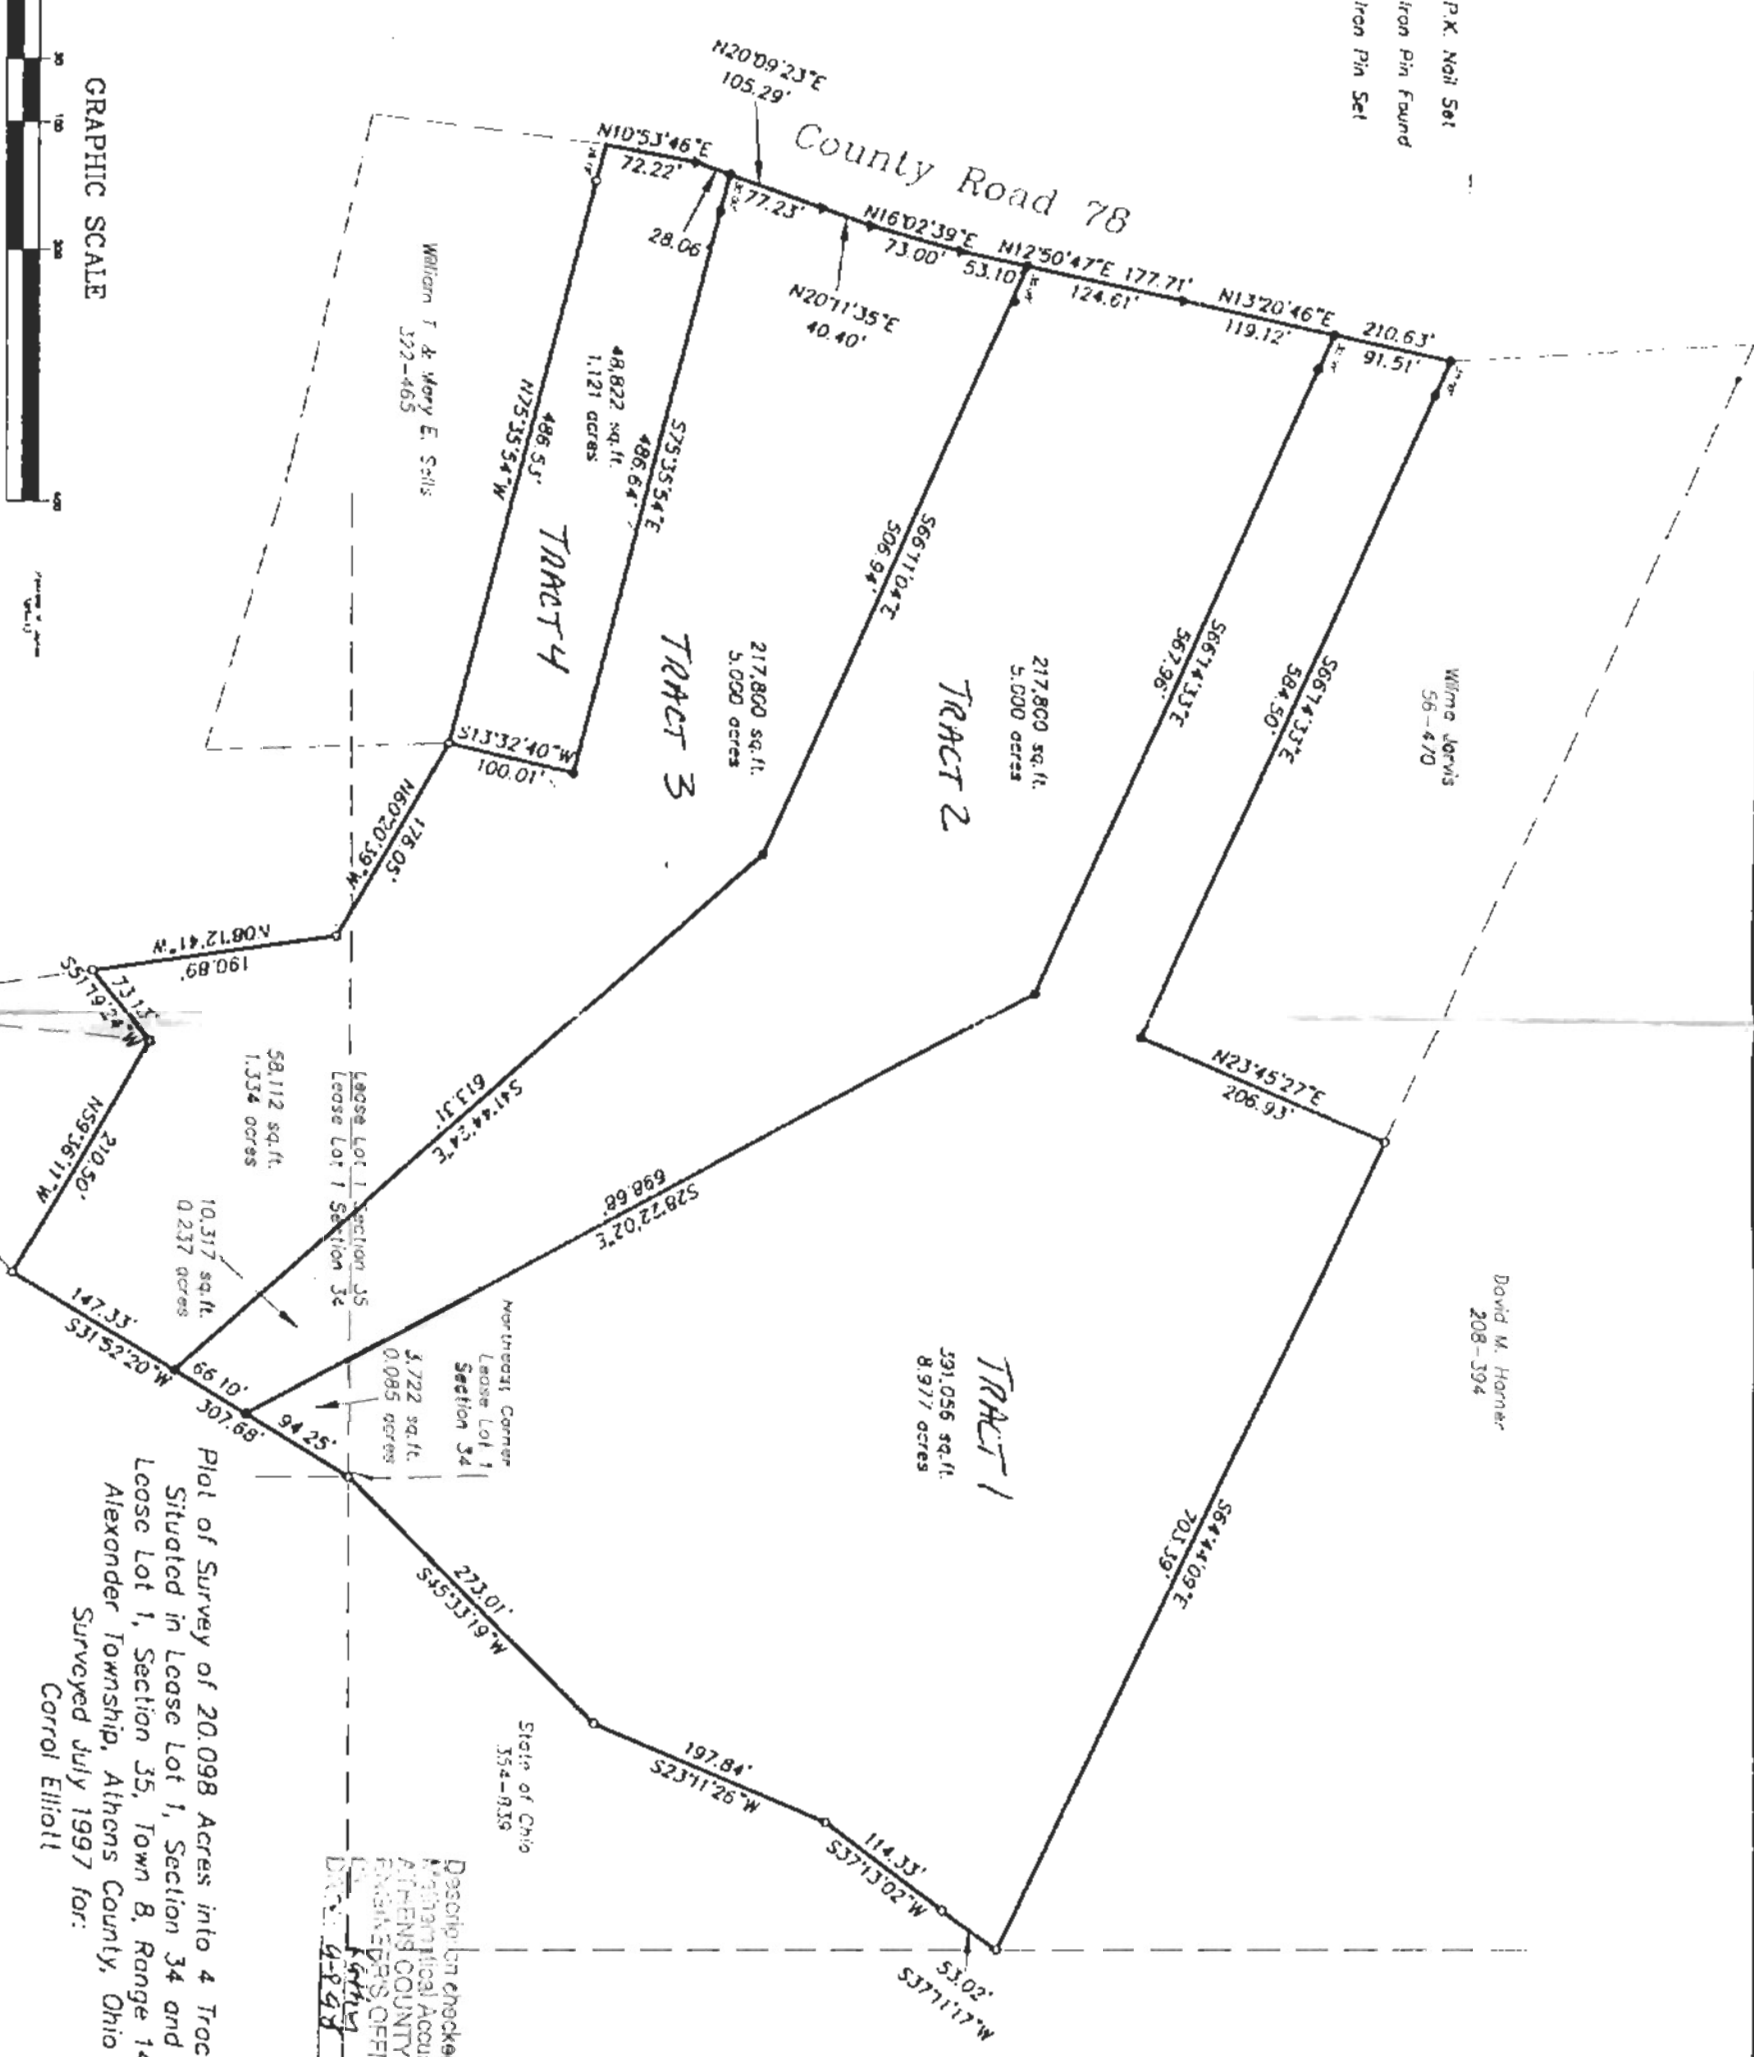 P.K. Nail Set
Iron Pin Found
Iron Pin Set
GRAPHIC SCALE
County Road 78
N20°09'23"E
105.29'
N10°53'46"E
72.22'
28.06'
77.23'
N16°02'39"E
73.00'
N20°11'35"E
40.40'
53.10'
N12°50'47"E 177.71'
124.61'
N13°20'46"E
119.12'
210.63'
91.51'
William T & Mary E. Salls
322-465
48,822 sq.ft.
1.121 acres
N75°35'54"W
486.53'
S75°35'54"E
486.64'
TRACT 4
S13°32'40"W
100.01'
217,800 sq.ft.
5.000 acres
TRACT 3
S66°11'04"E
506.94'
217,800 sq.ft.
5.000 acres
TRACT 2
S66°14'33"E
567.96'
S66°14'33"E
584.50'
Wilma Jarvis
56-470
N23°45'27"E
206.93'
David M. Harner
208-394
TRACT 1
391,056 sq.ft.
8.977 acres
S64°44'09"E
703.39'
N60°20'39"W
N08°12'41"W
190.89'
73.13'
N59°36'11"W
210.50'
58,112 sq.ft.
1.334 acres
Lease Lot 1 Section 35
Lease Lot 1 Section 34
S41°44'24"E
613.31'
S28°22'02"E
698.68'
10,317 sq.ft.
0.237 acres
Corner
Lease Lot 1
Section 34
3,722 sq.ft.
0.085 acres
147.33'
S31°52'20"W
66.10'
307.68'
94.25'
273.01'
S45°33'19"W
197.84'
S23°11'26"W
114.33'
S37°13'02"W
53.02'
S37°11'17"W
State of Ohio
354-839
Plat of Survey of 20.098 Acres into 4 Trac
Situated in Lease Lot 1, Section 34 and
Lease Lot 1, Section 35, Town 8, Range 14
Alexander Township, Athens County, Ohio
Surveyed July 1997 for:
Carrol Elliott
Description checke
Mathematical Accu
ATHENS COUNTY
ENGINEERS OFFI